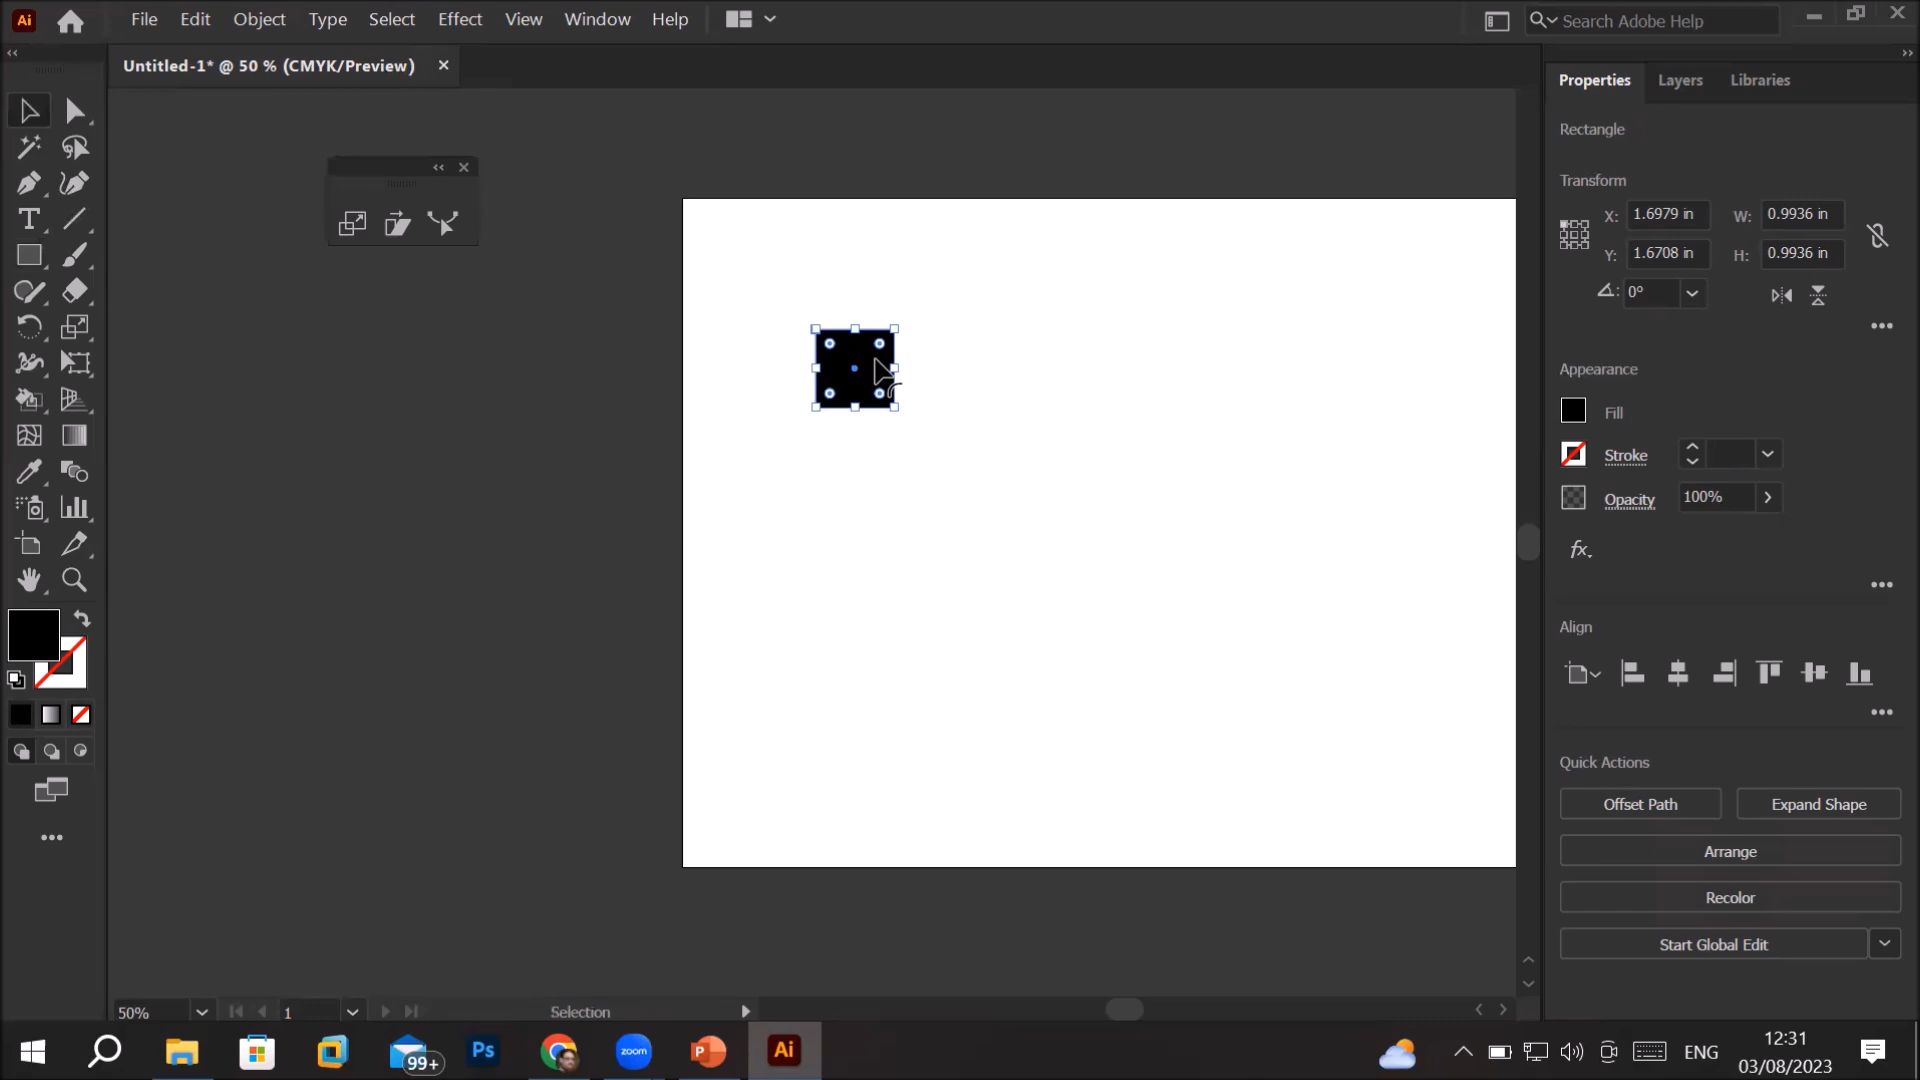 Ai File Edit Object Type Select Effect View Window Help Search Adobe Help
Untitled-1* @ 50 % (CMYK/Preview)
Properties Layers Libraries
Rectangle
Transform
X: 1.6979 in W: 0.9936 in
Y: 1.6708 in H: 0.9936 in
0°
Appearance
Fill
Stroke
Opacity 100%
fx
Align
Quick Actions
Offset Path Expand Shape
Arrange
Recolor
Start Global Edit
50% 1 Selection
99+ Ps zoom P Ai ENG 12:31
03/08/2023